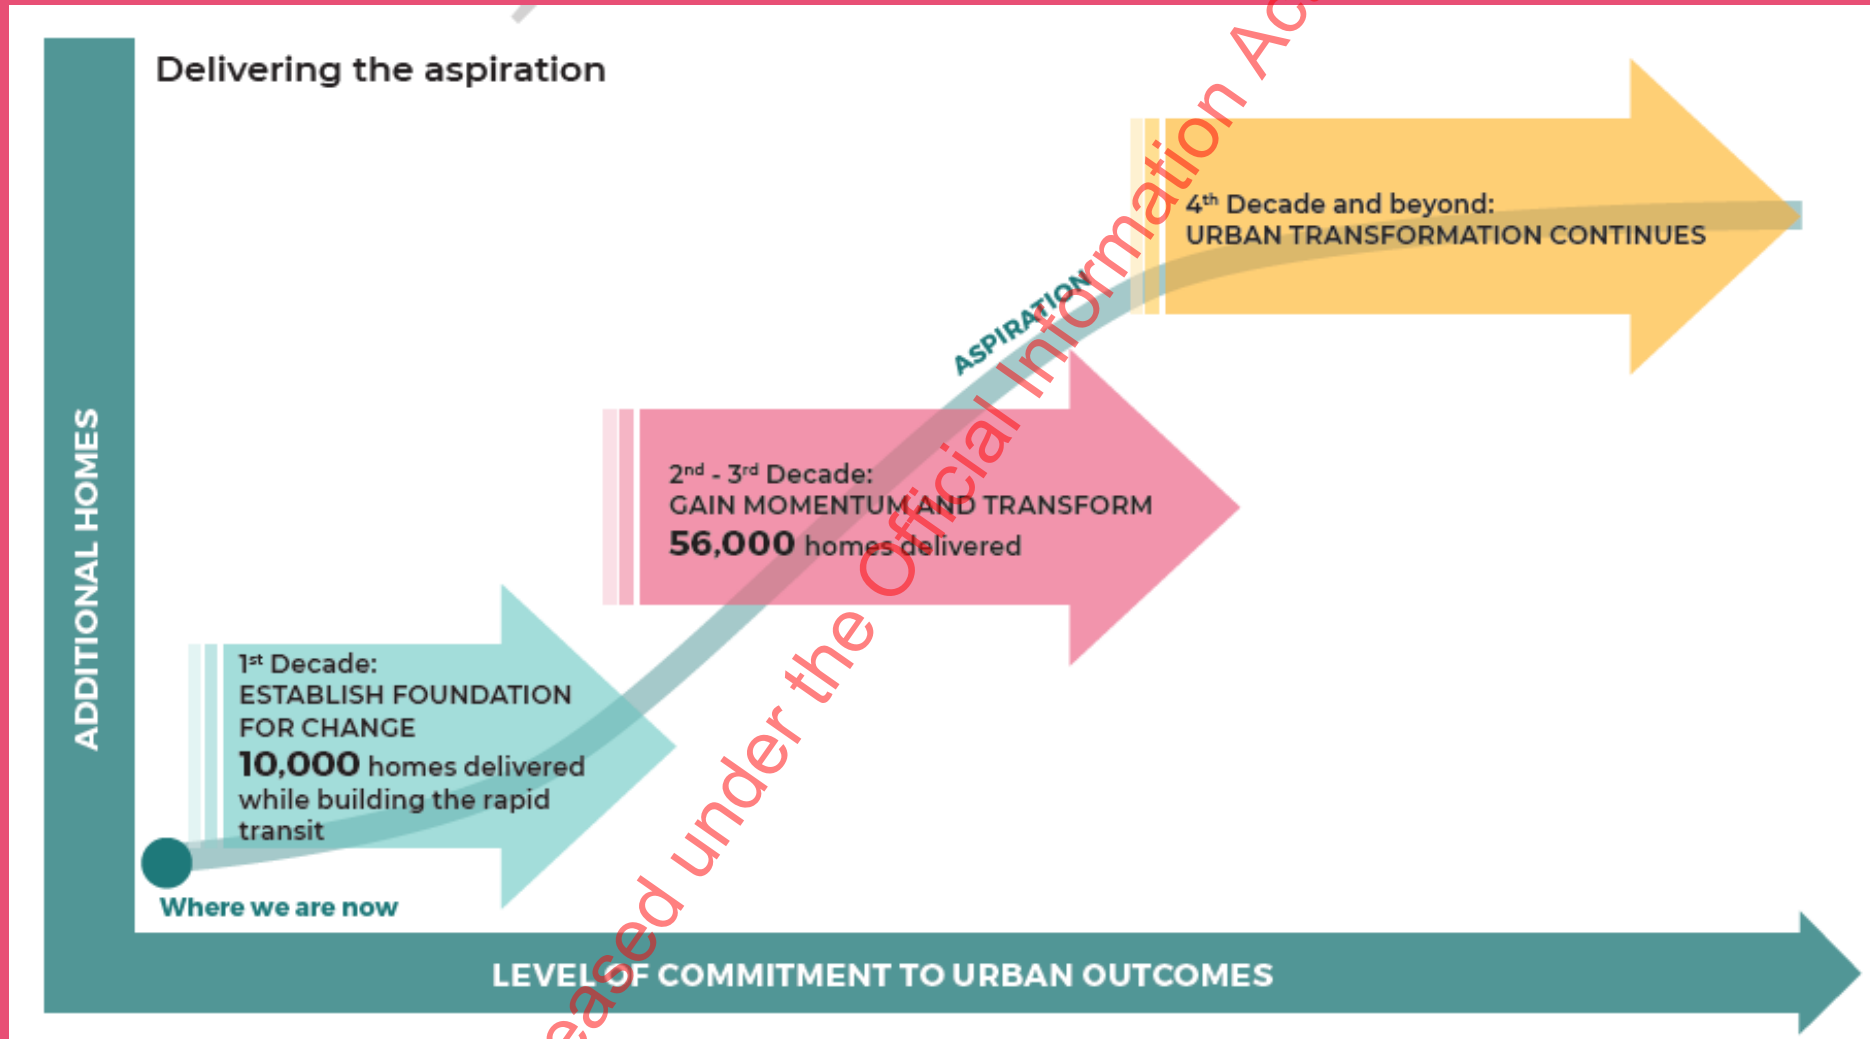 Delivering the aspiration
4th Decade and beyond:
URBAN TRANSFORMATION CONTINUES
ASPIRATION
2nd - 3rd Decade:
GAIN MOMENTUM AND TRANSFORM
56,000 homes delivered
1st Decade:
ESTABLISH FOUNDATION
FOR CHANGE
10,000 homes delivered
while building the rapid
transit
Where we are now
ADDITIONAL HOMES
LEVEL OF COMMITMENT TO URBAN OUTCOMES
under the Official Information